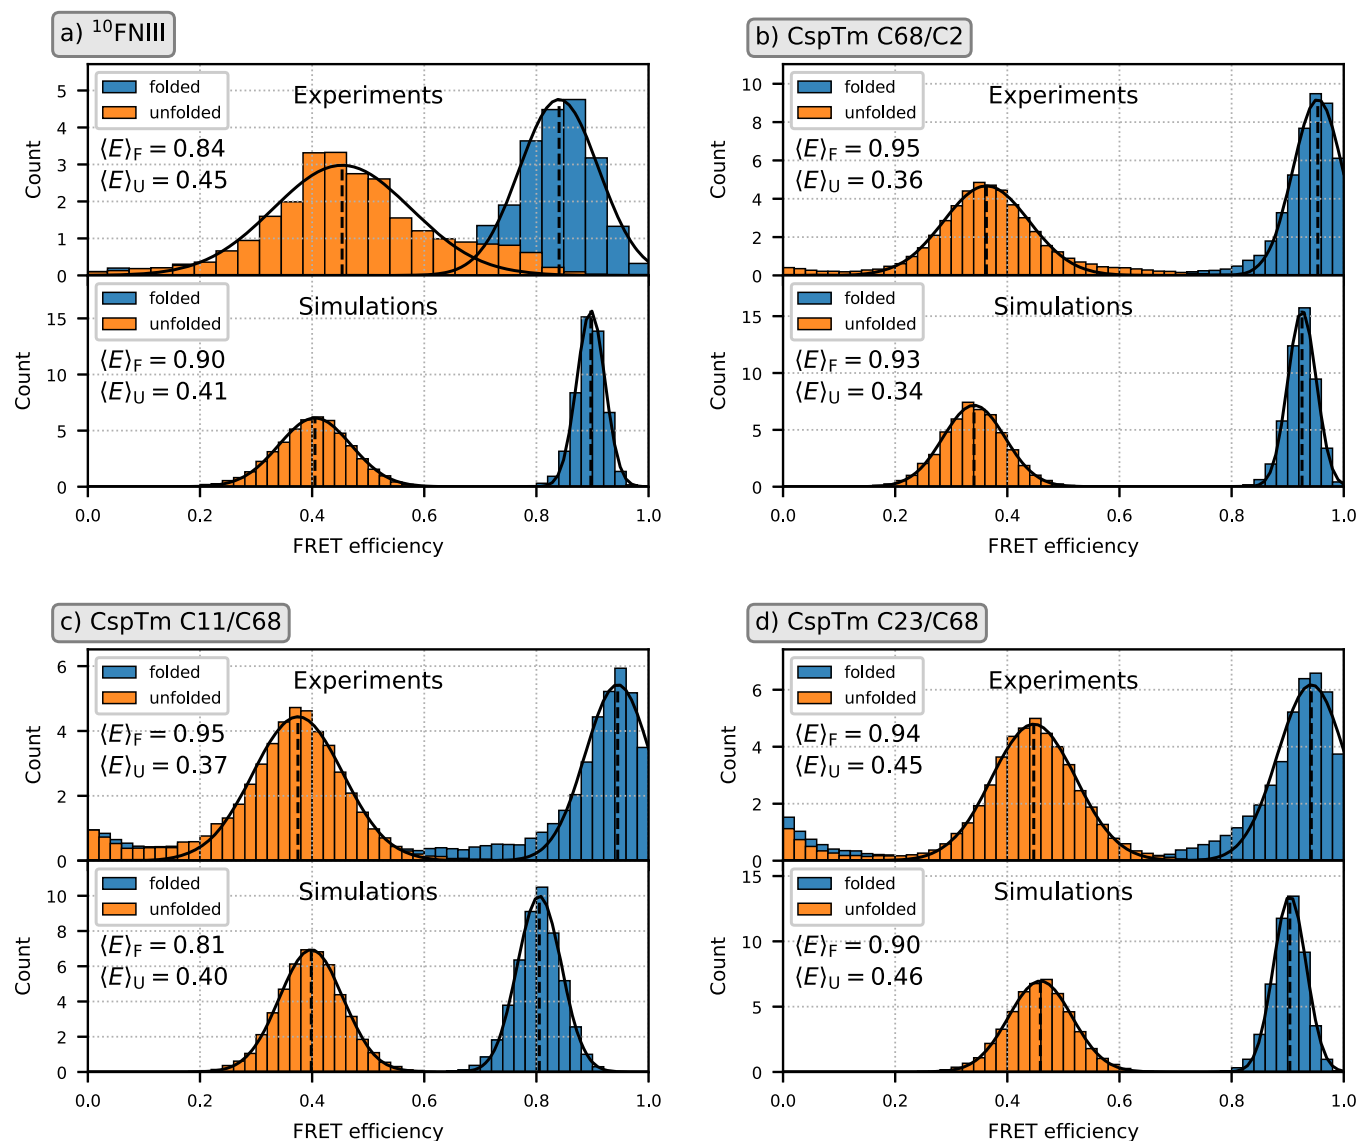 a) ¹⁰FNIII
folded
unfolded
Experiments
⟨E⟩F = 0.84
⟨E⟩U = 0.45
Count
5
4
3
2
1
0
folded
unfolded
Simulations
⟨E⟩F = 0.90
⟨E⟩U = 0.41
Count
15
10
5
0
0.0 0.2 0.4 0.6 0.8 1.0
FRET efficiency
b) CspTm C68/C2
folded
unfolded
Experiments
⟨E⟩F = 0.95
⟨E⟩U = 0.36
Count
10
8
6
4
2
0
folded
unfolded
Simulations
⟨E⟩F = 0.93
⟨E⟩U = 0.34
Count
15
10
5
0
0.0 0.2 0.4 0.6 0.8 1.0
FRET efficiency
c) CspTm C11/C68
folded
unfolded
Experiments
⟨E⟩F = 0.95
⟨E⟩U = 0.37
Count
6
4
2
0
folded
unfolded
Simulations
⟨E⟩F = 0.81
⟨E⟩U = 0.40
Count
10
8
6
4
2
0
0.0 0.2 0.4 0.6 0.8 1.0
FRET efficiency
d) CspTm C23/C68
folded
unfolded
Experiments
⟨E⟩F = 0.94
⟨E⟩U = 0.45
Count
6
4
2
0
folded
unfolded
Simulations
⟨E⟩F = 0.90
⟨E⟩U = 0.46
Count
15
10
5
0
0.0 0.2 0.4 0.6 0.8 1.0
FRET efficiency